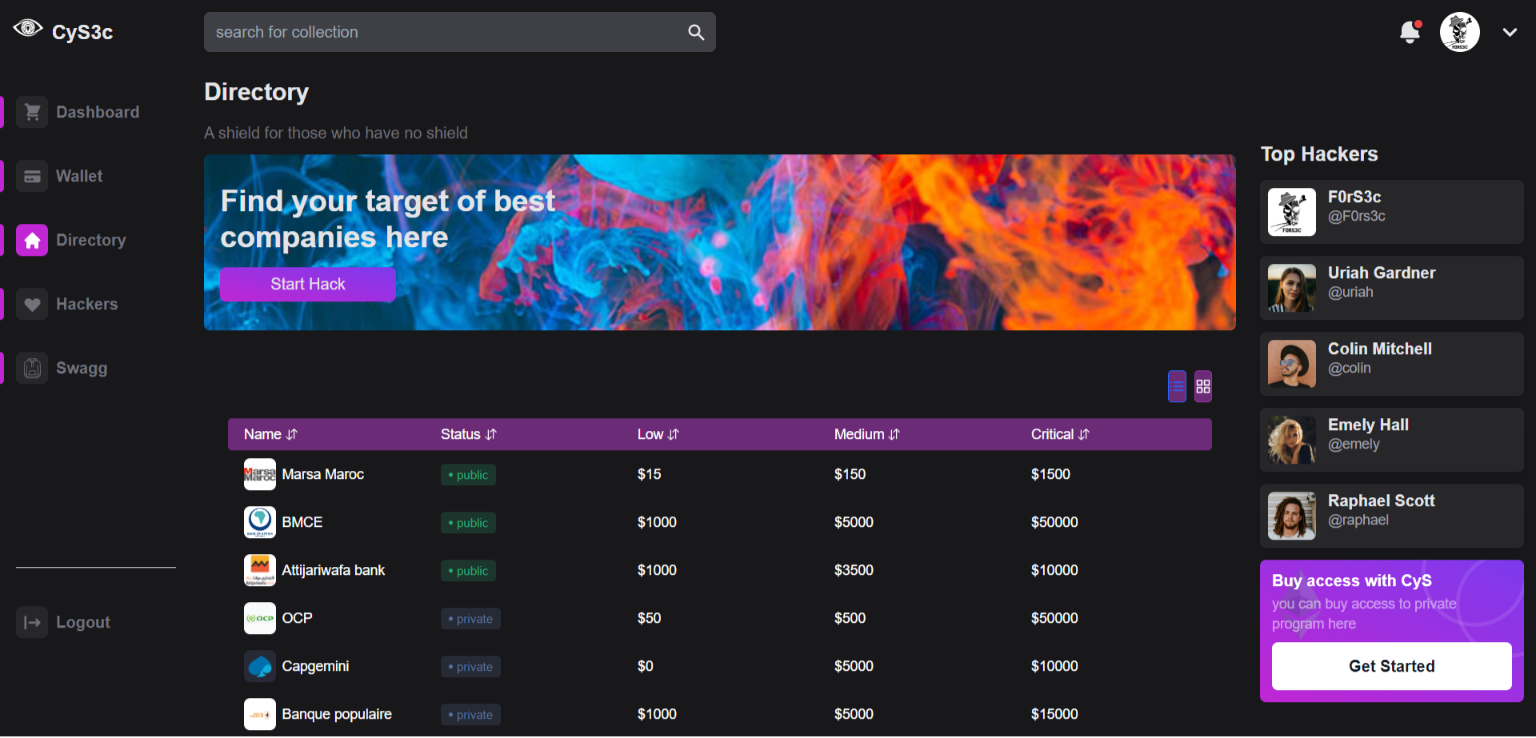 CyS3c
search for collection
Dashboard
Wallet
Directory
Hackers
Swagg
Logout
Directory
A shield for those who have no shield
Find your target of best
companies here
Start Hack
Name Status Low Medium Critical
Marsa Maroc • public $15 $150 $1500
BMCE • public $1000 $5000 $50000
Attijariwafa bank • public $1000 $3500 $10000
OCP • private $50 $500 $50000
Capgemini • private $0 $5000 $10000
Banque populaire • private $1000 $5000 $15000
Top Hackers
F0RS3C
F0rS3c
@F0rs3c
Uriah Gardner
@uriah
Colin Mitchell
@colin
Emely Hall
@emely
Raphael Scott
@raphael
Buy access with CyS
you can buy access to private
program here
Get Started